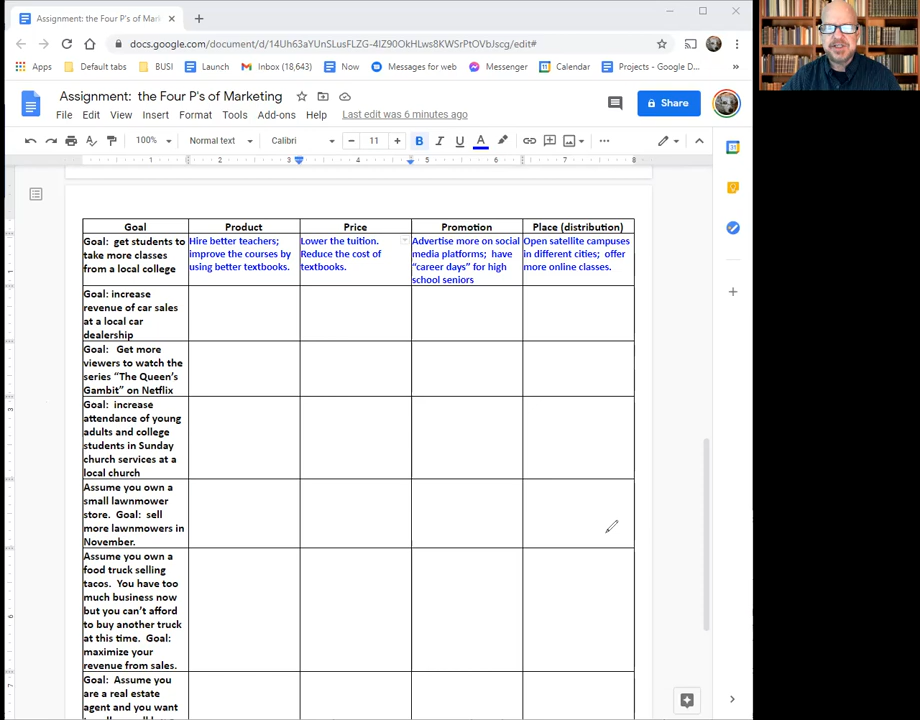 Assignment: the Four P's of Marketi
docs.google.com/document/d/14Uh63aYUnSLusFLZG-4IZ90OkHLws8KWSrPtOVbJscg/edit#
Apps Default tabs BUSI Launch Inbox (18,643) Now Messages for web Messenger Calendar Projects - Google D...
Assignment: the Four P's of Marketing
File Edit View Insert Format Tools Add-ons Help Last edit was 6 minutes ago
Share
100% Normal text Calibri 11 B I U A
1 2 3 4 5 6 7 8
Goal Product Price Promotion Place (distribution)
Goal: get students to
take more classes
from a local college
Hire better teachers;
improve the courses by
using better textbooks.
Lower the tuition.
Reduce the cost of
textbooks.
Advertise more on social
media platforms; have
"career days" for high
school seniors
Open satellite campuses
in different cities; offer
more online classes.
Goal: increase
revenue of car sales
at a local car
dealership
Goal: Get more
viewers to watch the
series “The Queen’s
Gambit” on Netflix
Goal: increase
attendance of young
adults and college
students in Sunday
church services at a
local church
Assume you own a
small lawnmower
store. Goal: sell
more lawnmowers in
November.
Assume you own a
food truck selling
tacos. You have too
much business now
but you can’t afford
to buy another truck
at this time. Goal:
maximize your
revenue from sales.
Goal: Assume you
are a real estate
agent and you want